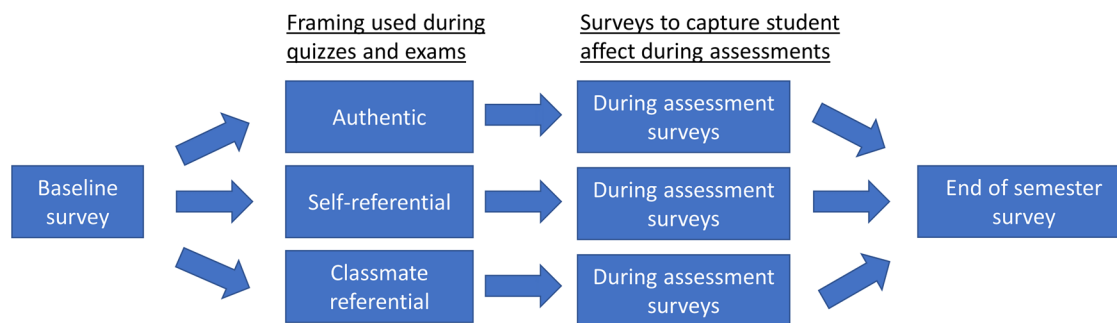 Framing used during
quizzes and exams
Surveys to capture student
affect during assessments
Baseline
survey
Authentic
During assessment
surveys
Self-referential
During assessment
surveys
Classmate
referential
During assessment
surveys
End of semester
survey